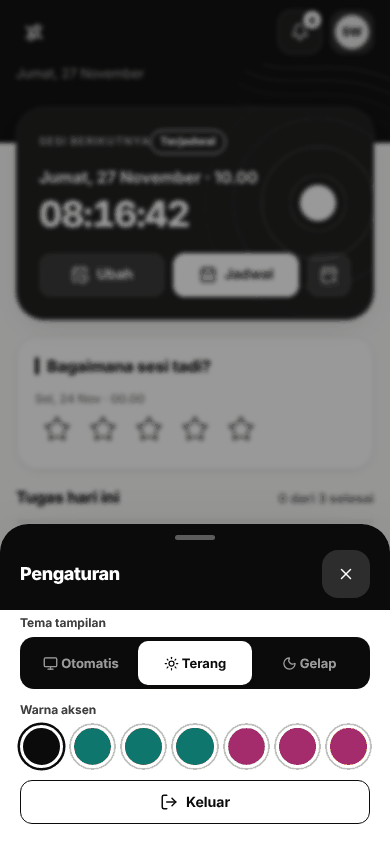 Jumat, 27 November
SESI BERIKUTNYA Terjadwal
Jumat, 27 November · 10.00
08:16:42
Ubah Jadwal
Bagaimana sesi tadi?
Sel, 24 Nov · 00.00
Tugas hari ini 0 dari 3 selesai
Pengaturan
Tema tampilan
Otomatis Terang Gelap
Warna aksen
Keluar